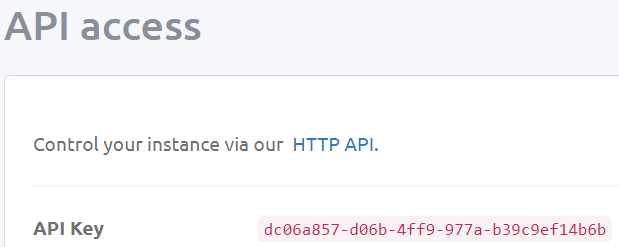 API access
Control your instance via our HTTP API.
API Key dc06a857-d06b-4ff9-977a-b39c9ef14b6b